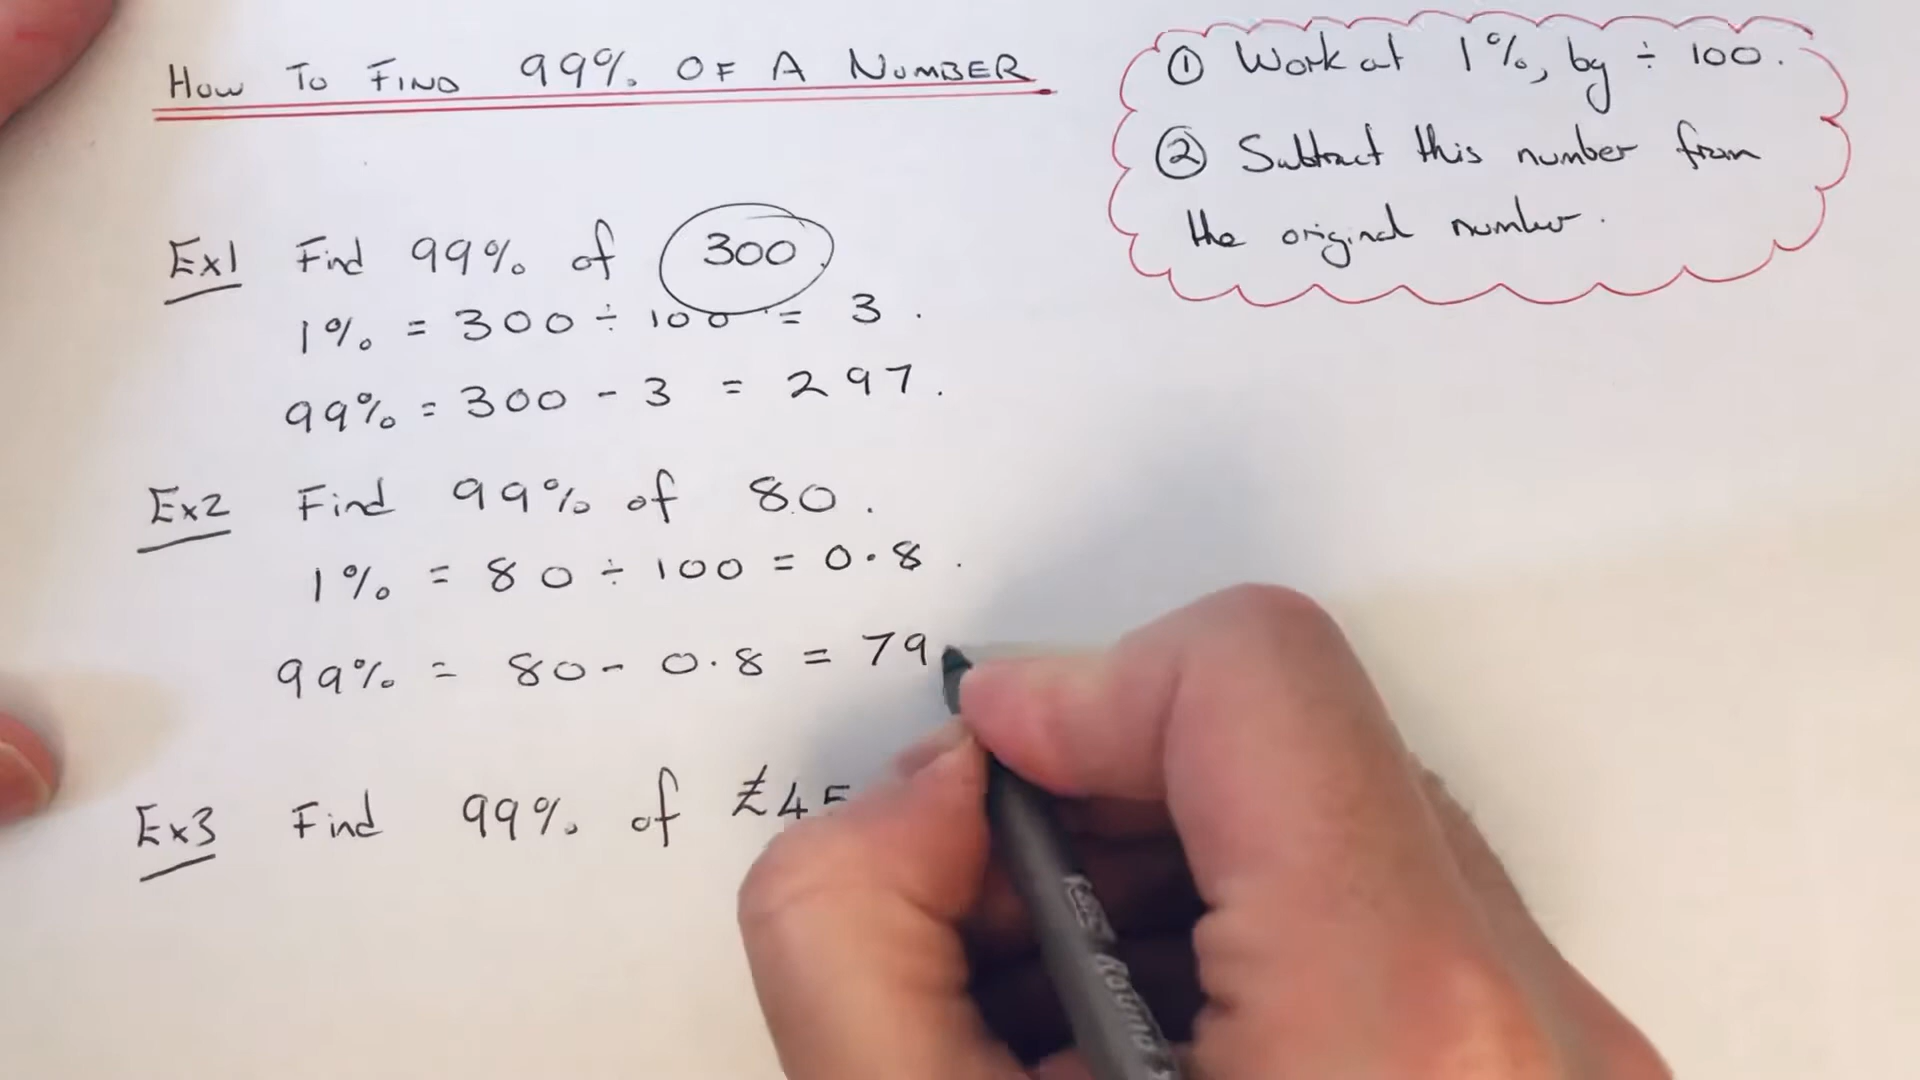 HOW TO FIND 99% OF A NUMBER
① Work at 1%, by ÷ 100.
② Subtract this number from
the original number.
Ex1 Find 99% of 300.
1% = 300 ÷ 100 = 3.
99% = 300 - 3 = 297.
Ex2 Find 99% of 80.
1% = 80 ÷ 100 = 0.8.
99% = 80 - 0.8 = 79
Ex3 Find 99% of £45